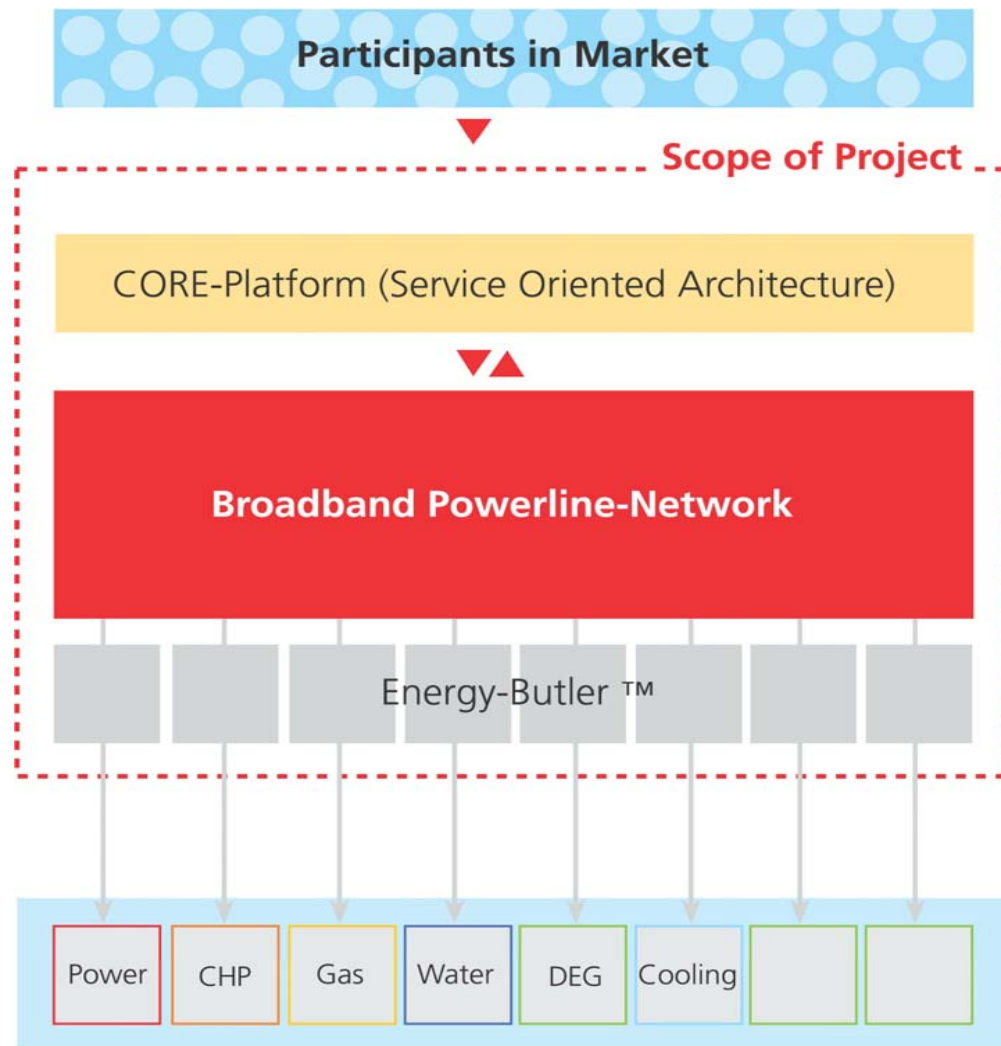 Participants in Market
Scope of Project
CORE-Platform (Service Oriented Architecture)
Broadband Powerline-Network
Energy-Butler ™
Power CHP Gas Water DEG Cooling